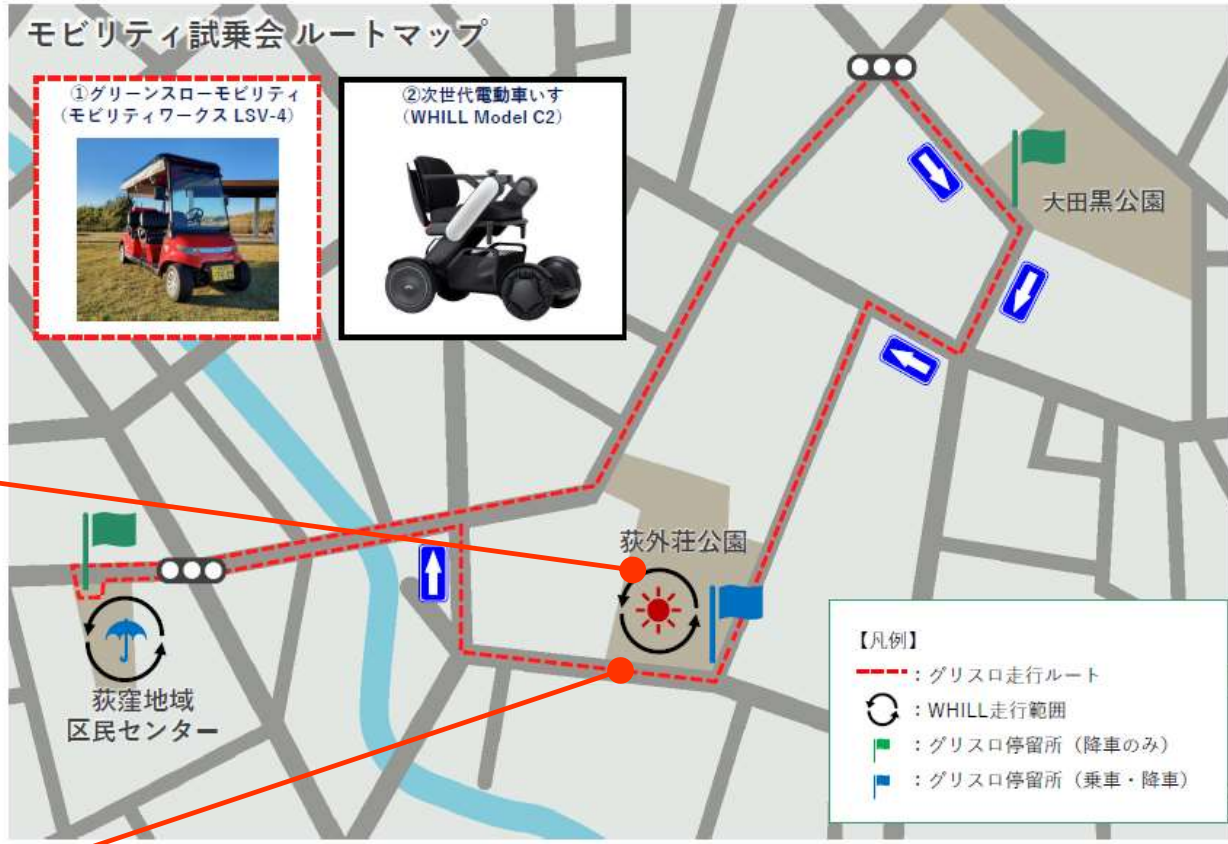 モビリティ試乗会 ルートマップ
①グリーンスローモビリティ
（モビリティワークス LSV-4）
②次世代電動車いす
（WHILL Model C2）
大田黒公園
荻外荘公園
荻窪地域
区民センター
【凡例】
：グリスロ走行ルート
：WHILL走行範囲
：グリスロ停留所（降車のみ）
：グリスロ停留所（乗車・降車）